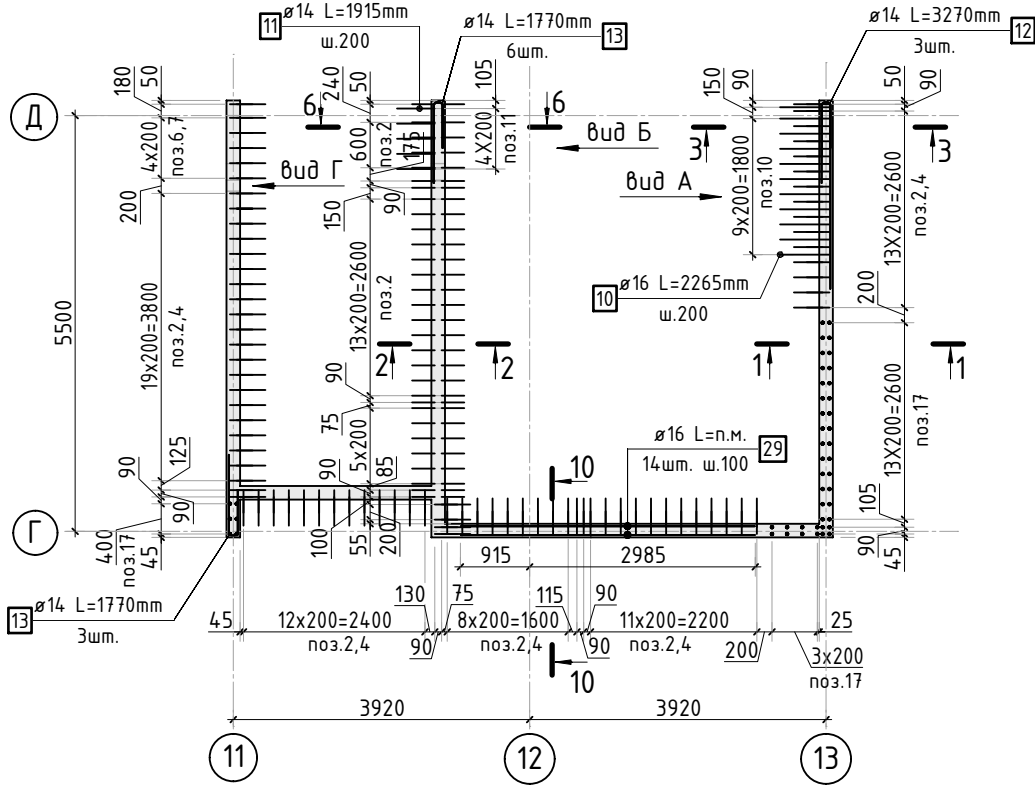 11
ø14 L=1915mm
ш.200
ø14 L=1770mm
6шт.
13
ø14 L=3270mm
3шт.
12
180
50
240
50
105
150
90
50
90
Д
6
6
вид Б
3
3
4х200
поз.6,7
600
поз.2
175
4Х200
поз.11
вид Г
вид А
9х200=1800
поз.10
13Х200=2600
поз.2,4
200
150
90
10
ø16 L=2265mm
ш.200
200
5500
19х200=3800
поз.2,4
13х200=2600
поз.2
2
2
1
1
90
75
13Х200=2600
поз.17
ø16 L=п.м.
14шт. ш.100
29
125
90
90
5х200
90
85
10
105
90
45
Г
400
поз.17
45
100
55
200
915
2985
13
ø14 L=1770mm
3шт.
45
12х200=2400
поз.2,4
130
75
90
8х200=1600
поз.2,4
115
90
90
11х200=2200
поз.2,4
200
25
3х200
поз.17
10
3920
3920
11
12
13